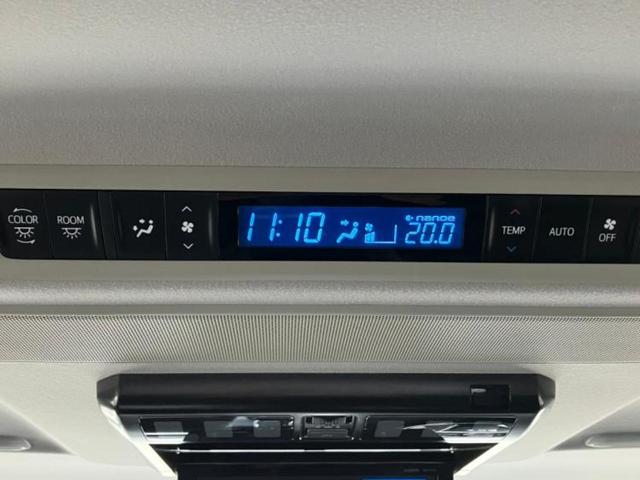 COLOR
ROOM
11:10
nanoe
20.0
TEMP
AUTO
OFF